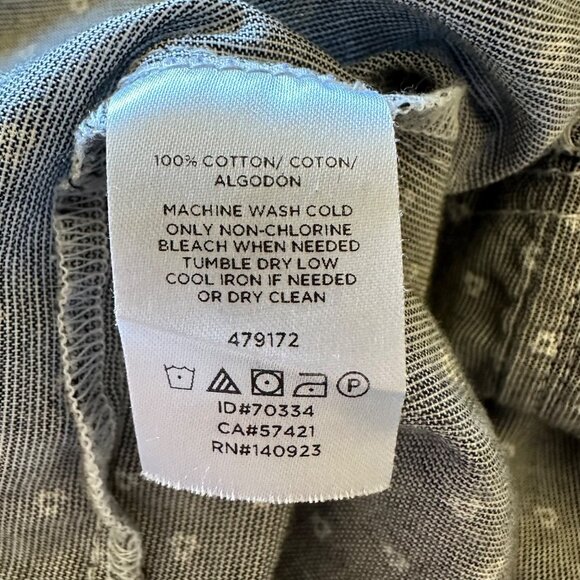 100% COTTON/ COTON/
ALGODÓN
MACHINE WASH COLD
ONLY NON-CHLORINE
BLEACH WHEN NEEDED
TUMBLE DRY LOW
COOL IRON IF NEEDED
OR DRY CLEAN
479172
P
ID#70334
CA#57421
RN#140923